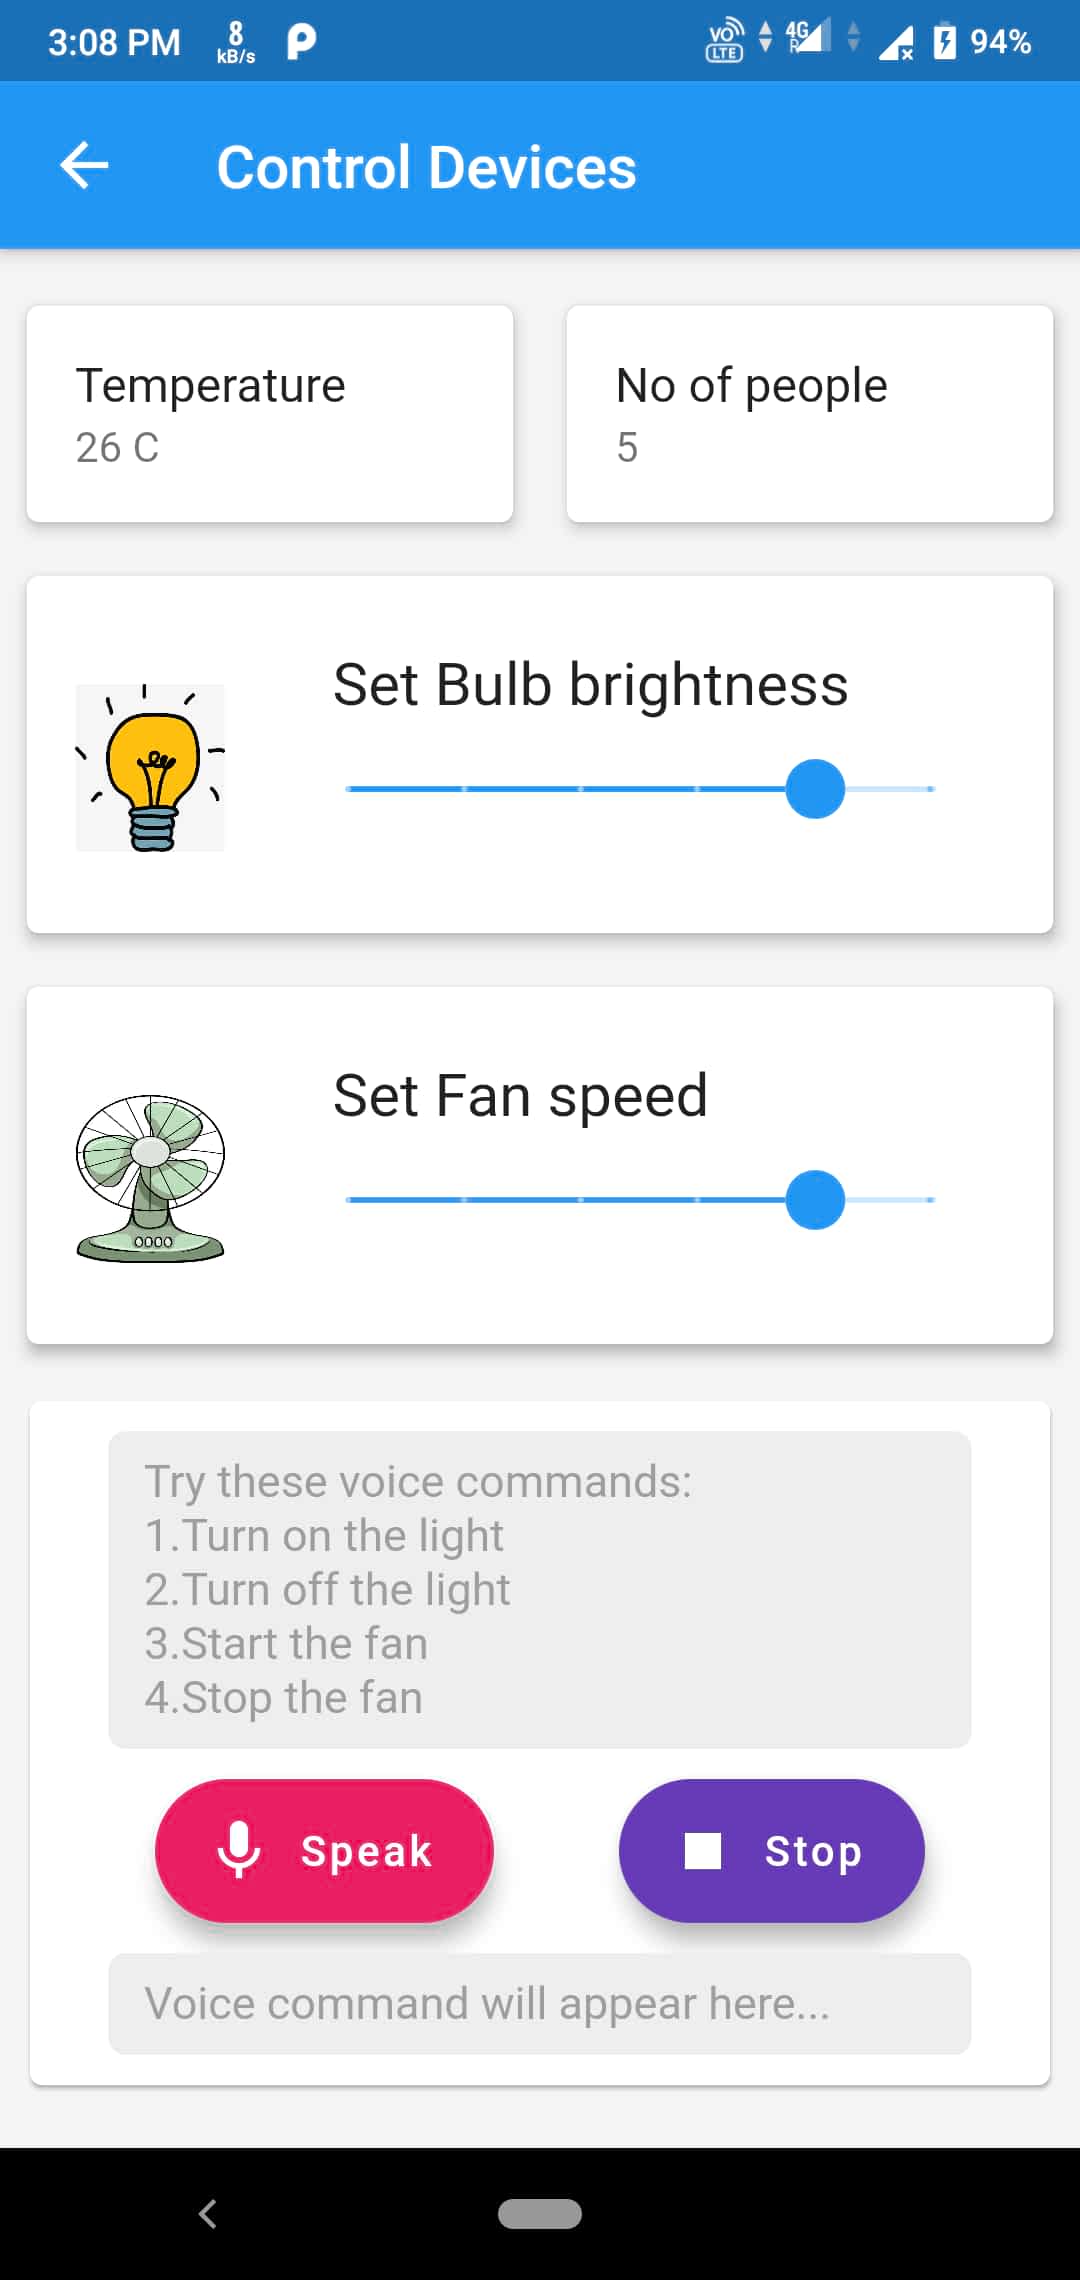 3:08 PM 8 kB/s VO LTE 4G R 94%
Control Devices
Temperature
26 C
No of people
5
Set Bulb brightness
Set Fan speed
Try these voice commands:
1.Turn on the light
2.Turn off the light
3.Start the fan
4.Stop the fan
Speak
Stop
Voice command will appear here...